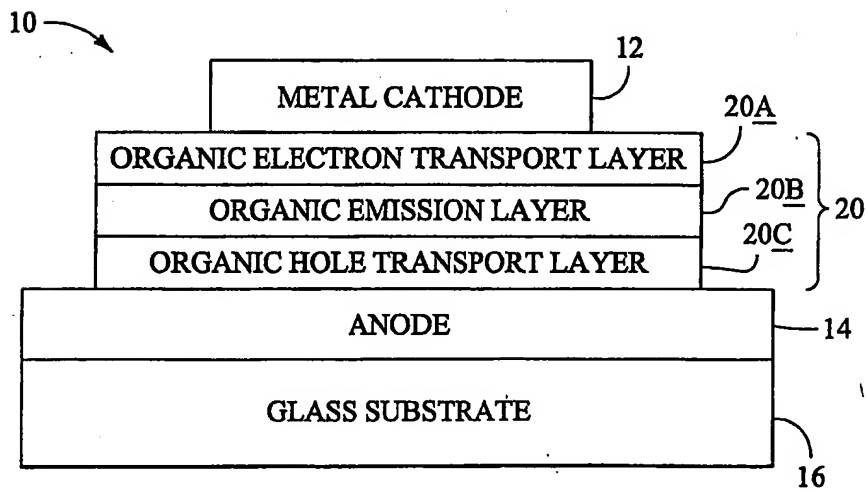 10
12
METAL CATHODE
20A
ORGANIC ELECTRON TRANSPORT LAYER
20B
20
ORGANIC EMISSION LAYER
20C
ORGANIC HOLE TRANSPORT LAYER
ANODE
14
GLASS SUBSTRATE
16